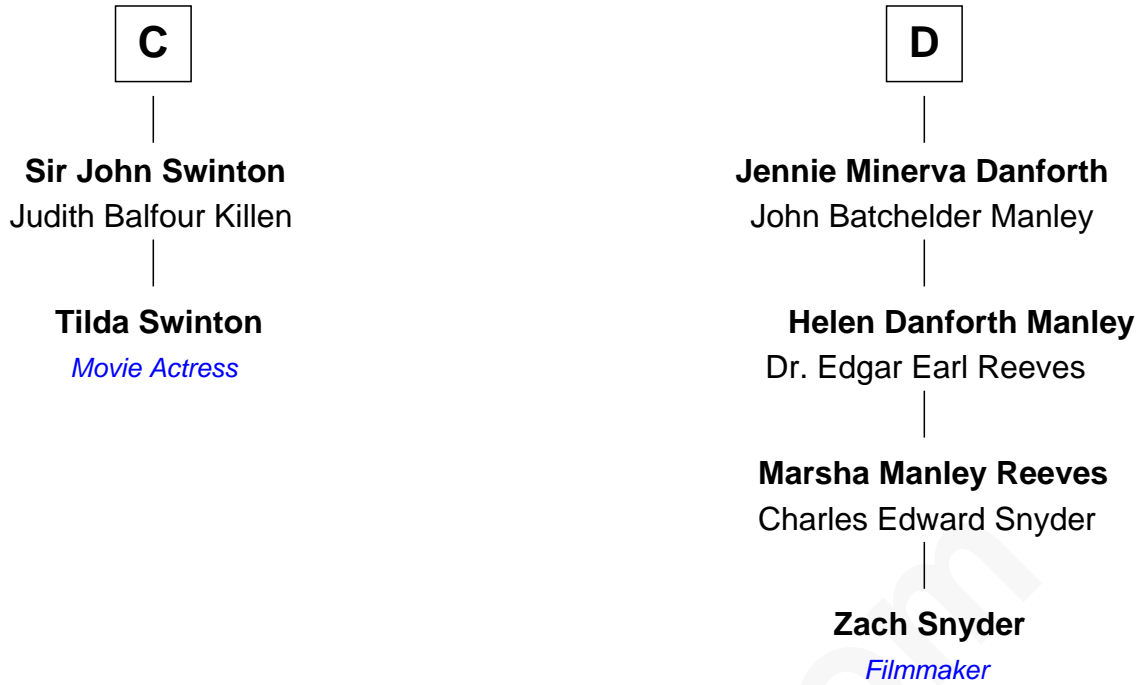 C
Sir John Swinton
Judith Balfour Killen
Tilda Swinton
Movie Actress
D
Jennie Minerva Danforth
John Batchelder Manley
Helen Danforth Manley
Dr. Edgar Earl Reeves
Marsha Manley Reeves
Charles Edward Snyder
Zach Snyder
Filmmaker